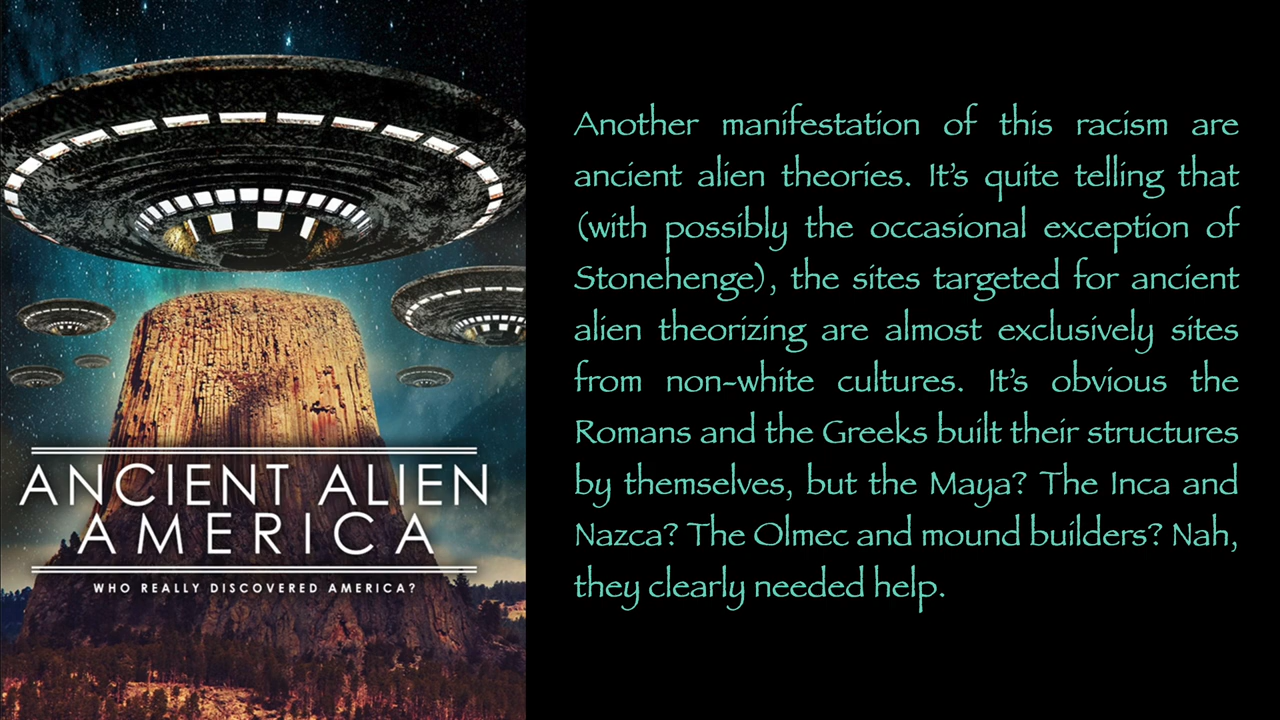 ANCIENT ALIEN
AMERICA
WHO REALLY DISCOVERED AMERICA?
Another manifestation of this racism are
ancient alien theories. It’s quite telling that
(with possibly the occasional exception of
Stonehenge), the sites targeted for ancient
alien theorizing are almost exclusively sites
from non-white cultures. It’s obvious the
Romans and the Greeks built their structures
by themselves, but the Maya? The Inca and
Nazca? The Olmec and mound builders? Nah,
they clearly needed help.